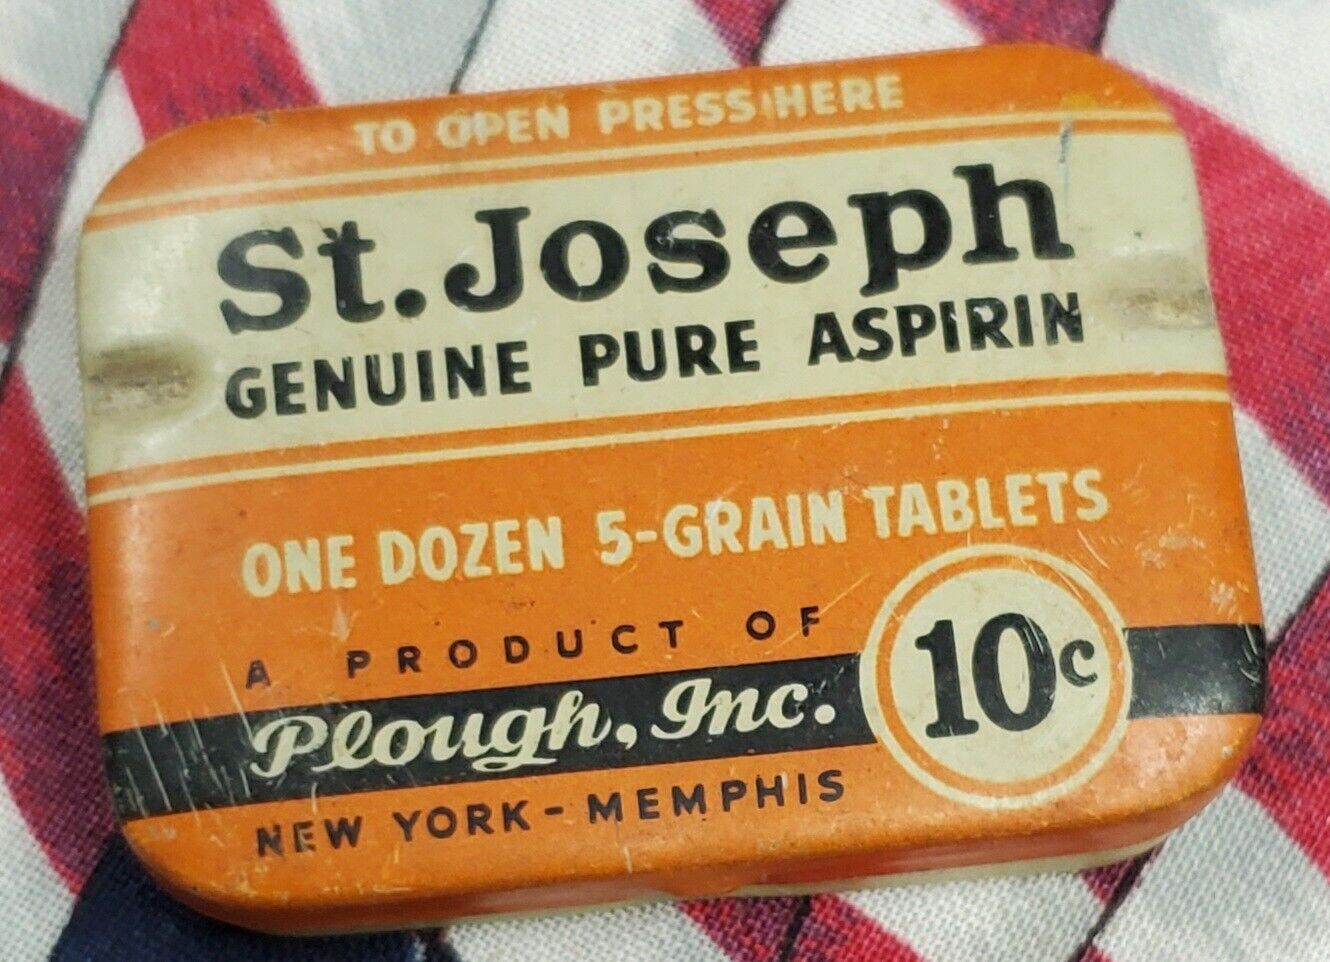 TO OPEN PRESS HERE
St. Joseph
GENUINE PURE ASPIRIN
ONE DOZEN 5-GRAIN TABLETS
A PRODUCT OF
Plough, Inc.
10c
NEW YORK - MEMPHIS